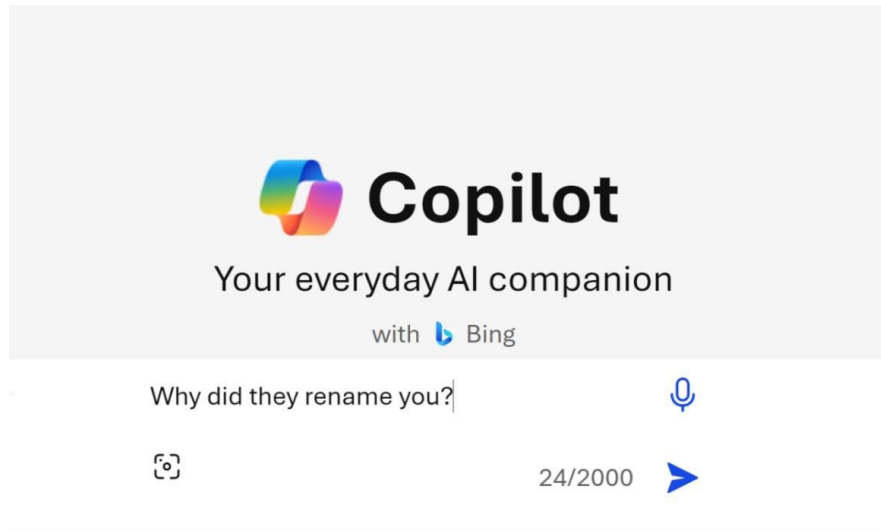 Copilot
Your everyday AI companion
with Bing
Why did they rename you?
24/2000